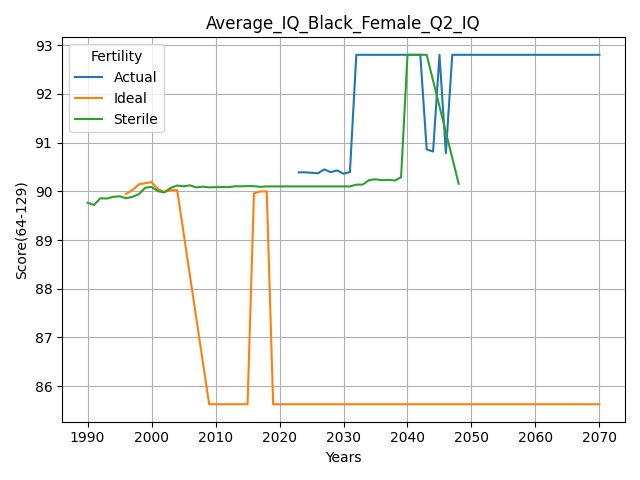 Average_IQ_Black_Female_Q2_IQ
Fertility
Actual
Ideal
Sterile
Score(64-129)
93
92
91
90
89
88
87
86
1990 2000 2010 2020 2030 2040 2050 2060 2070
Years